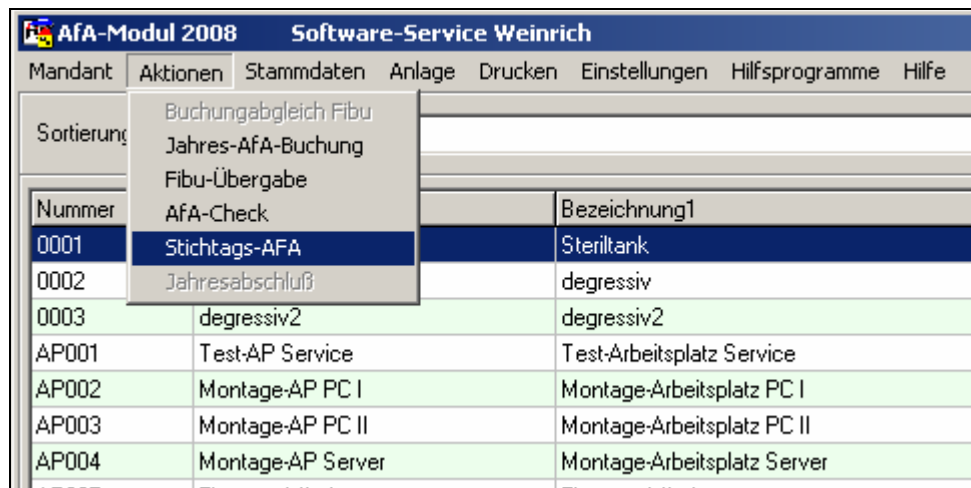 AfA-Modul 2008 Software-Service Weinrich
Mandant Aktionen Stammdaten Anlage Drucken Einstellungen Hilfsprogramme Hilfe
Sortierung
Buchungabgleich Fibu
Jahres-AfA-Buchung
Fibu-Übergabe
AfA-Check
Stichtags-AFA
Jahresabschluß
Nummer Bezeichnung1
0001 Steriltank
0002 degressiv
0003 degressiv2 degressiv2
AP001 Test-AP Service Test-Arbeitsplatz Service
AP002 Montage-AP PC I Montage-Arbeitsplatz PC I
AP003 Montage-AP PC II Montage-Arbeitsplatz PC II
AP004 Montage-AP Server Montage-Arbeitsplatz Server